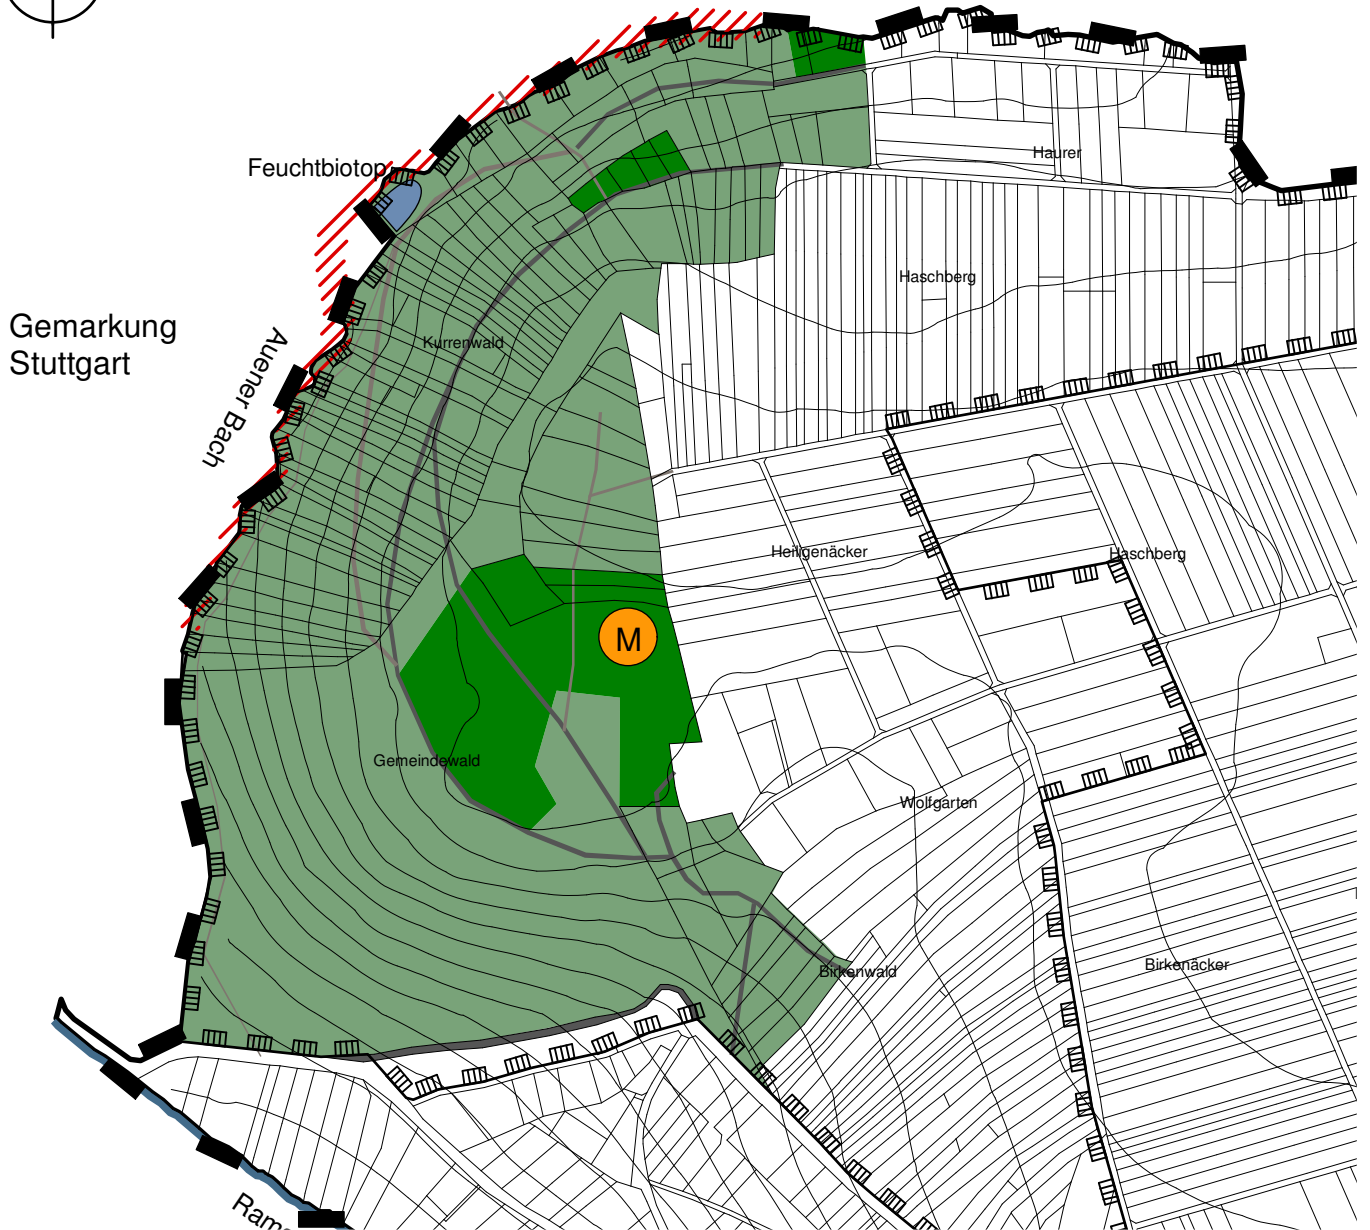 Feuchtbiotop
Haurer
Haschberg
Gemarkung
Stuttgart
Auener Bach
Kurrenwald
Heiligenäcker
Haschberg
M
Gemeindewald
Wolfgarten
Birkenwald
Birkenäcker